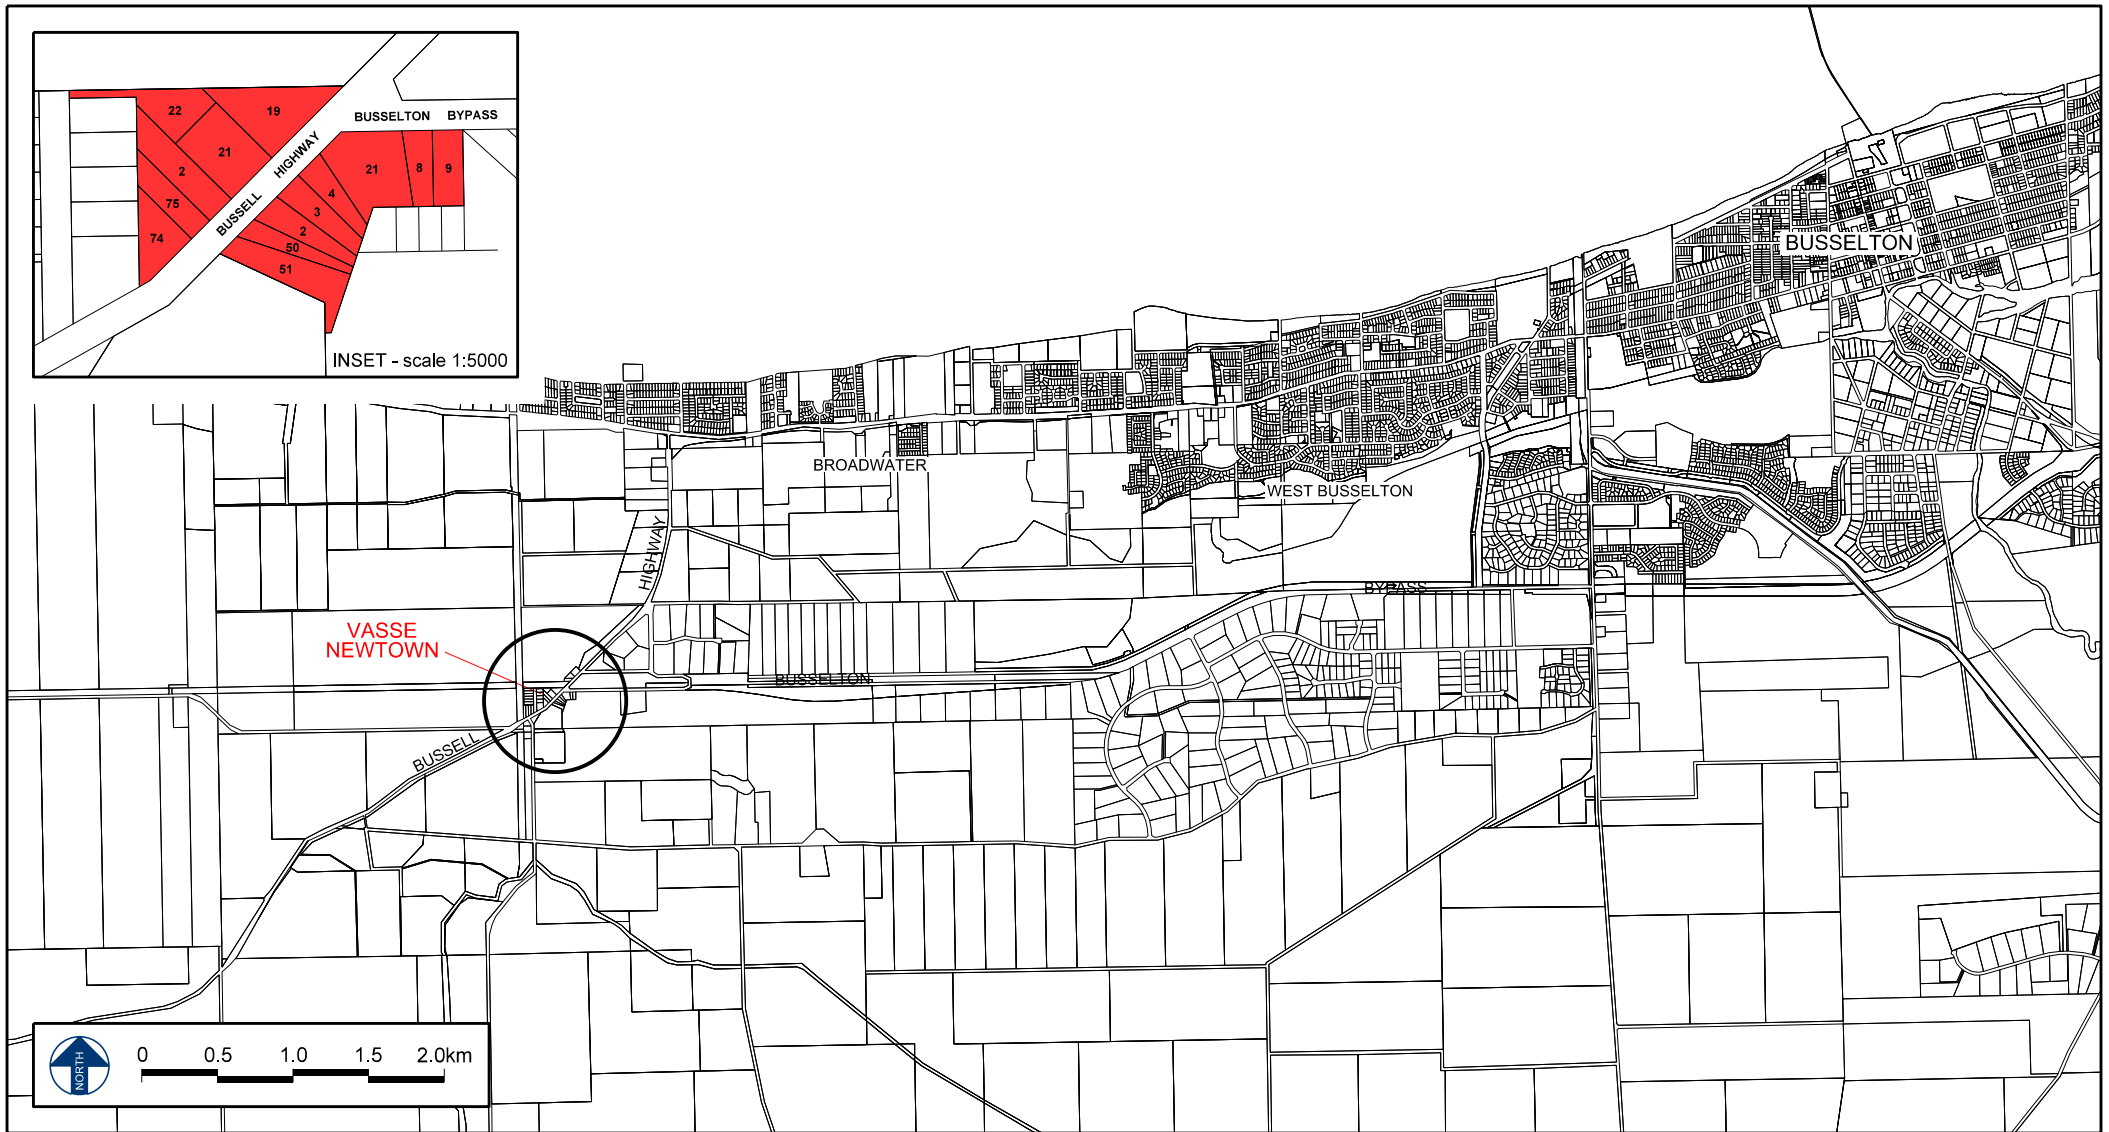 22
19
BUSSELTON BYPASS
21
HIGHWAY
2
21
8
9
4
75
3
BUSSELL
2
74
50
51
INSET - scale 1:5000
BUSSELTON
BROADWATER
WEST BUSSELTON
HIGHWAY
BYPASS
VASSE
NEWTOWN
BUSSELTON
BUSSELL
NORTH
0 0.5 1.0 1.5 2.0km